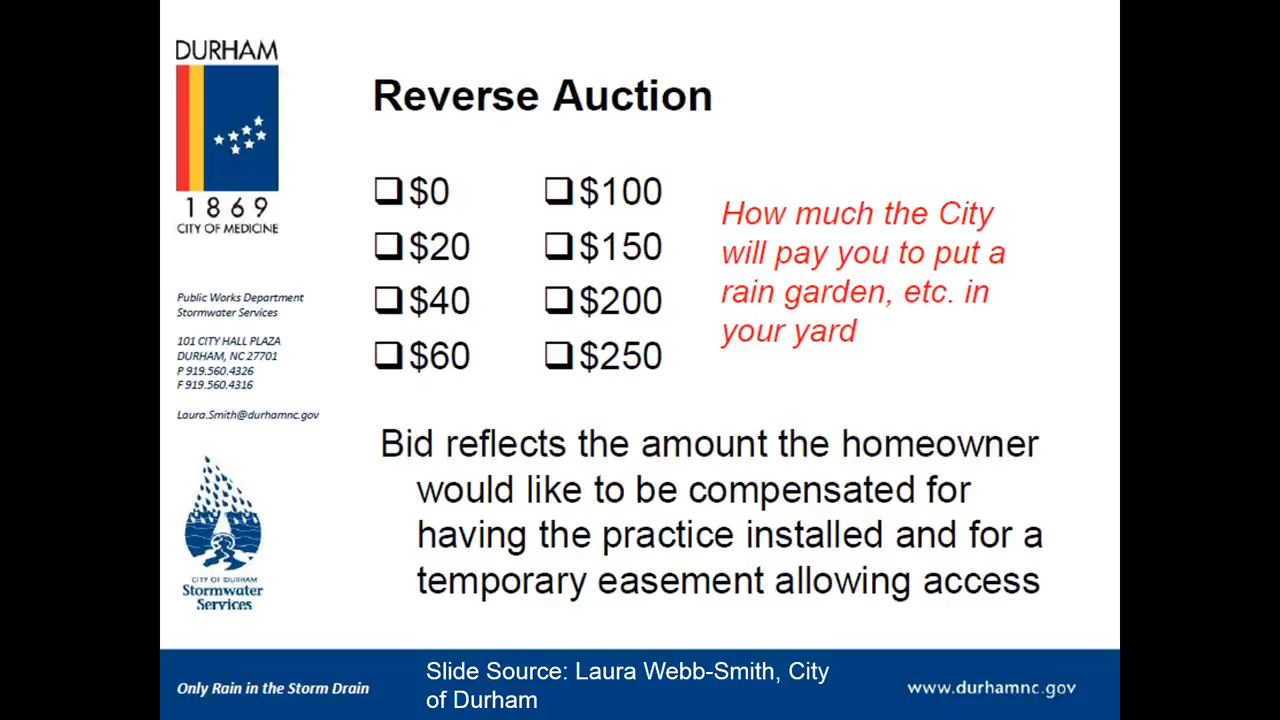 DURHAM
1869
CITY OF MEDICINE
Public Works Department
Stormwater Services
101 CITY HALL PLAZA
DURHAM, NC 27701
P 919.560.4326
F 919.560.4316
Laura.Smith@durhamnc.gov
CITY OF DURHAM
Stormwater
Services
Reverse Auction
❑ $0
❑ $20
❑ $40
❑ $60
❑ $100
❑ $150
❑ $200
❑ $250
How much the City
will pay you to put a
rain garden, etc. in
your yard
Bid reflects the amount the homeowner
would like to be compensated for
having the practice installed and for a
temporary easement allowing access
Only Rain in the Storm Drain
Slide Source: Laura Webb-Smith, City
of Durham
www.durhamnc.gov